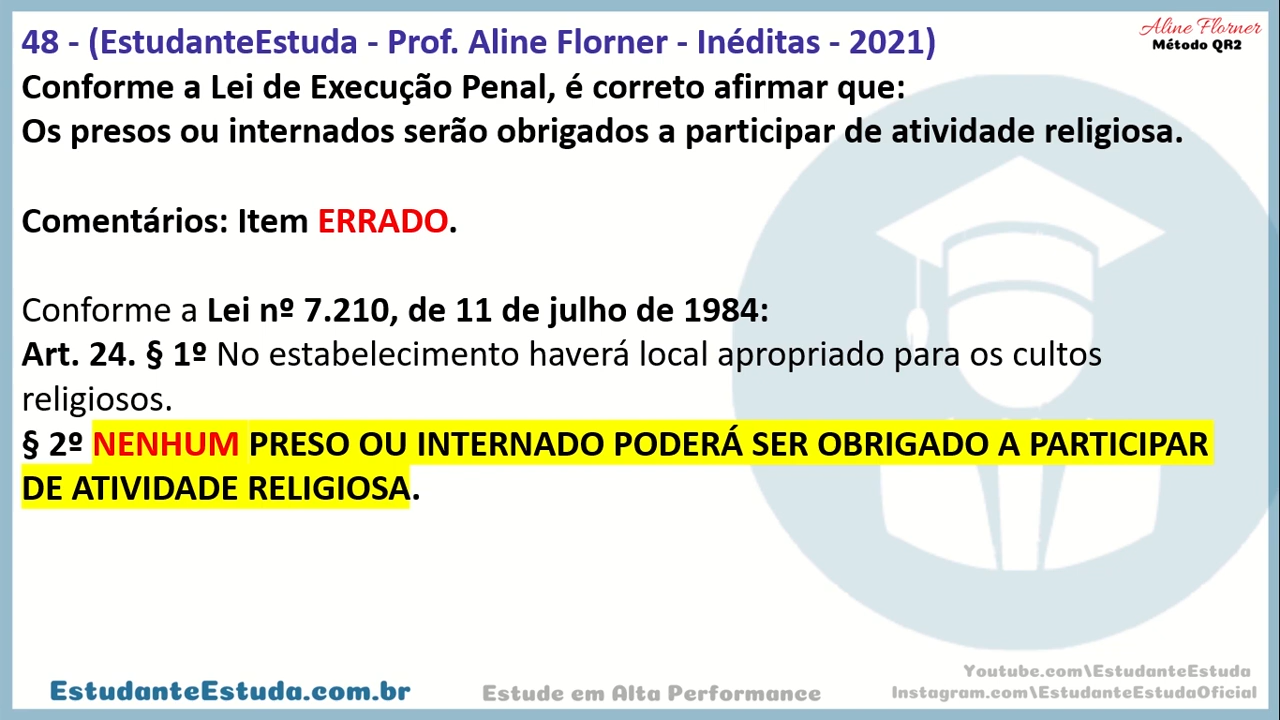 48 - (EstudanteEstuda - Prof. Aline Florner - Inéditas - 2021)
Aline Florner
Método QR2
Conforme a Lei de Execução Penal, é correto afirmar que:
Os presos ou internados serão obrigados a participar de atividade religiosa.
Comentários: Item ERRADO.
Conforme a Lei nº 7.210, de 11 de julho de 1984:
Art. 24. § 1º No estabelecimento haverá local apropriado para os cultos
religiosos.
§ 2º NENHUM PRESO OU INTERNADO PODERÁ SER OBRIGADO A PARTICIPAR
DE ATIVIDADE RELIGIOSA.
EstudanteEstuda.com.br
Estude em Alta Performance
Youtube.com\EstudanteEstuda
Instagram.com\EstudanteEstudaOficial